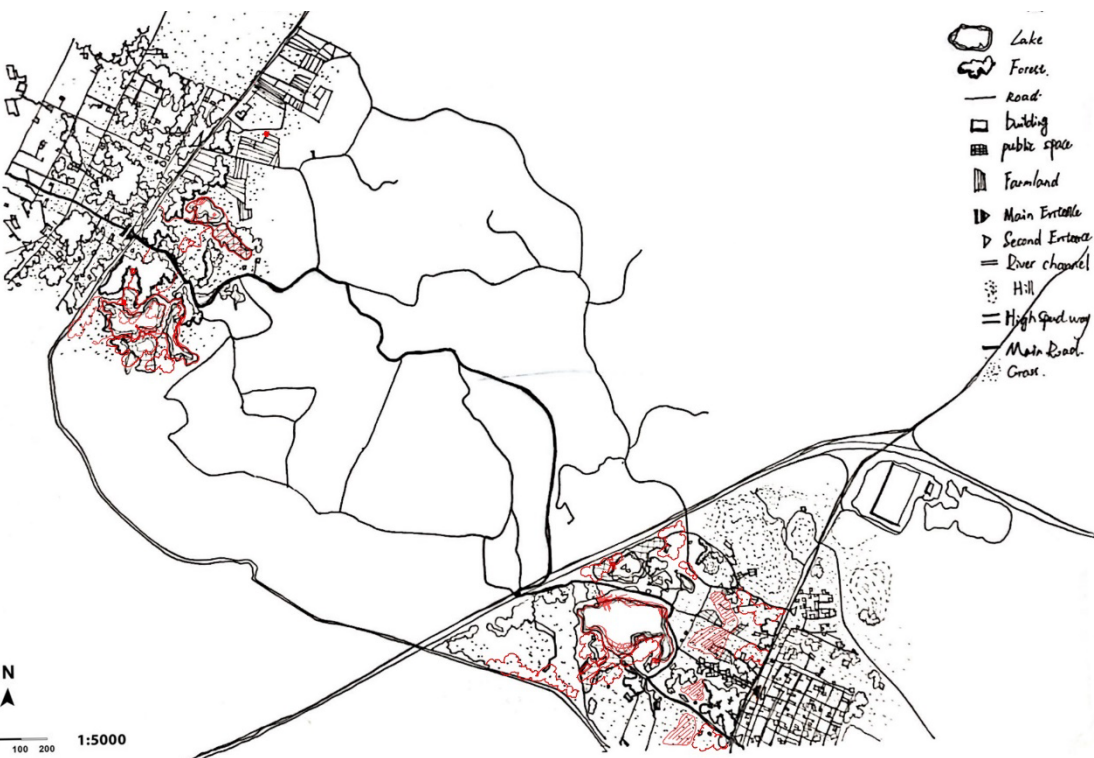 Lake
Forest.
Road
building
public space
Farmland
Main Entrance
Second Entrance
River channel
Hill
High speed way
Main Road.
Grass.
N
100 200 1:5000